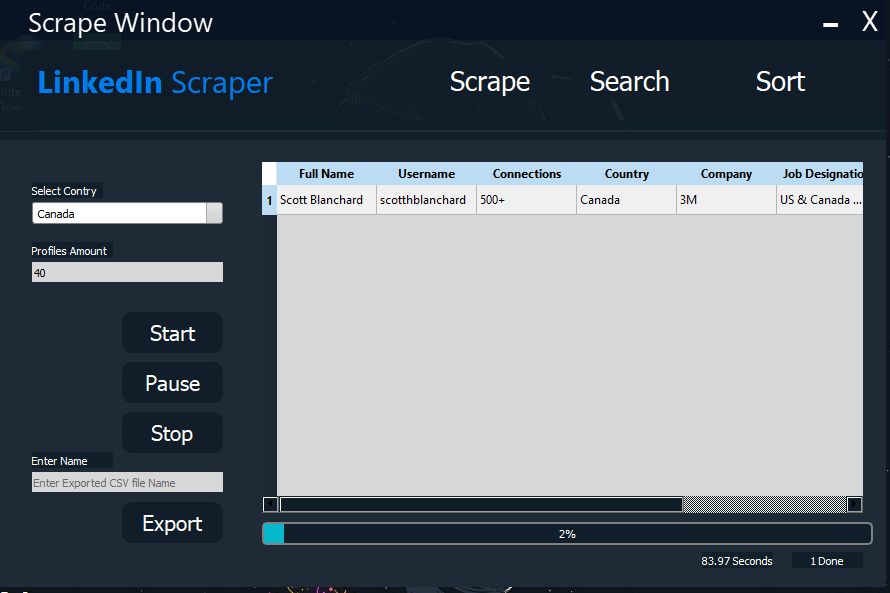 Scrape Window
X
LinkedIn Scraper
Scrape
Search
Sort
Select Contry
Canada
Profiles Amount
40
Start
Pause
Stop
Enter Name
Enter Exported CSV file Name
Export
Full Name Username Connections Country Company Job Designatio
1 Scott Blanchard scotthblanchard 500+ Canada 3M US & Canada ...
2%
83.97 Seconds
1 Done